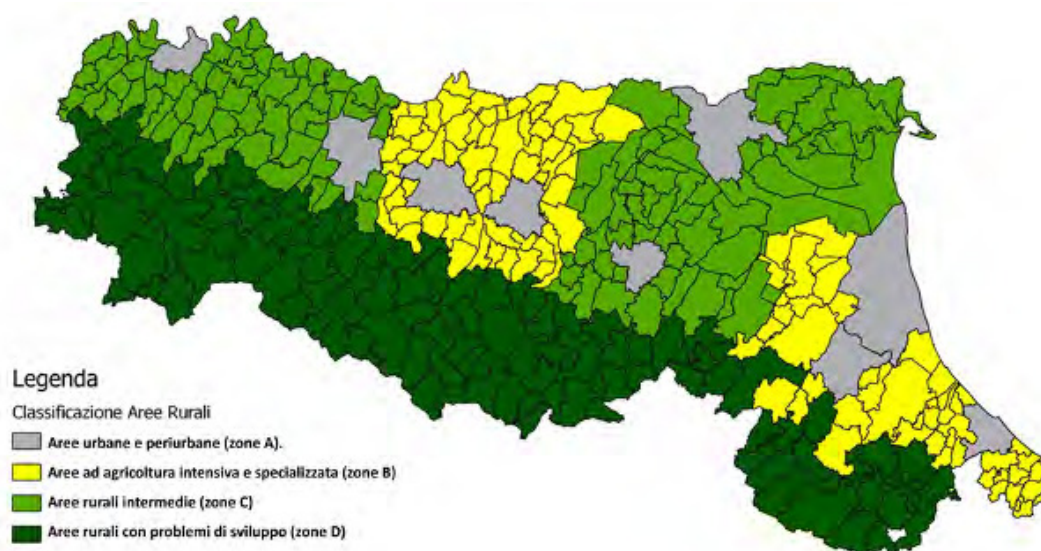 Legenda
Classificazione Aree Rurali
Aree urbane e periurbane (zone A).
Aree ad agricoltura intensiva e specializzata (zone B)
Aree rurali intermedie (zone C)
Aree rurali con problemi di sviluppo (zone D)